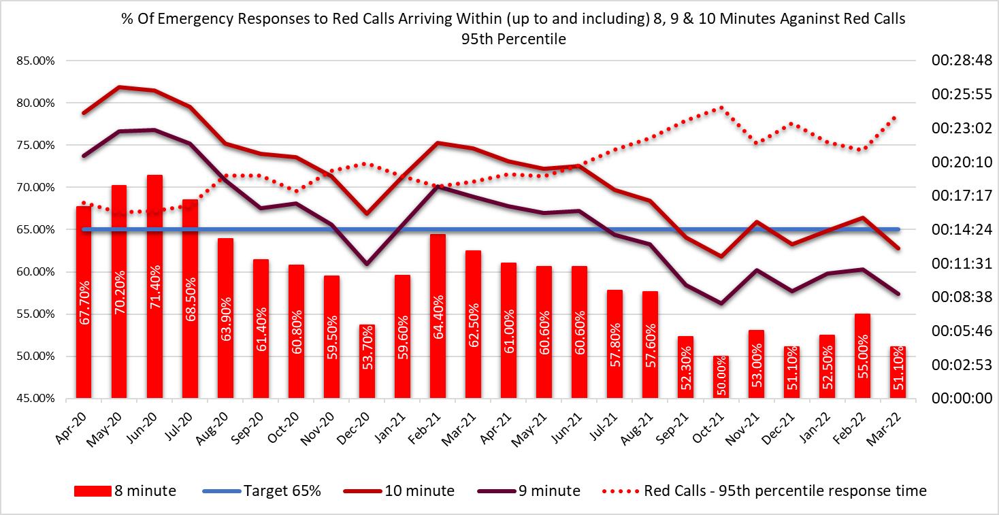 % Of Emergency Responses to Red Calls Arriving Within (up to and including) 8, 9 & 10 Minutes Aganinst Red Calls
95th Percentile
85.00%
80.00%
75.00%
70.00%
65.00%
60.00%
55.00%
50.00%
45.00%
00:28:48
00:25:55
00:23:02
00:20:10
00:17:17
00:14:24
00:11:31
00:08:38
00:05:46
00:02:53
00:00:00
67.70%
70.20%
71.40%
68.50%
63.90%
61.40%
60.80%
59.50%
53.70%
59.60%
64.40%
62.50%
61.00%
60.60%
60.60%
57.80%
57.60%
52.30%
50.00%
53.00%
51.10%
52.50%
55.00%
51.10%
Apr-20
May-20
Jun-20
Jul-20
Aug-20
Sep-20
Oct-20
Nov-20
Dec-20
Jan-21
Feb-21
Mar-21
Apr-21
May-21
Jun-21
Jul-21
Aug-21
Sep-21
Oct-21
Nov-21
Dec-21
Jan-22
Feb-22
Mar-22
8 minute
Target 65%
10 minute
9 minute
Red Calls - 95th percentile response time